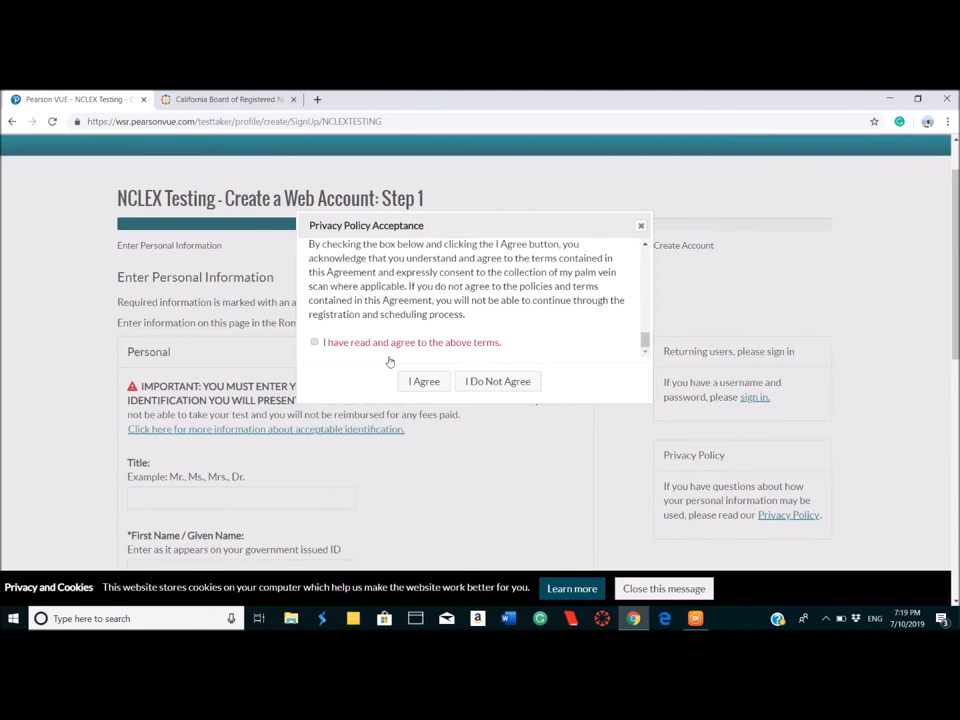 Pearson VUE - NCLEX Testing -
California Board of Registered N
https://wsr.pearsonvue.com/testtaker/profile/create/SignUp/NCLEXTESTING
NCLEX Testing - Create a Web Account: Step 1
Enter Personal Information
Create Account
Enter Personal Information
Required information is marked with an
Enter information on this page in the Rom
Personal
IMPORTANT: YOU MUST ENTER Y
IDENTIFICATION YOU WILL PRESEN
not be able to take your test and you will not be reimbursed for any fees paid.
Click here for more information about acceptable identification.
Title:
Example: Mr., Ms., Mrs., Dr.
*First Name / Given Name:
Enter as it appears on your government issued ID
Privacy Policy Acceptance
By checking the box below and clicking the I Agree button, you
acknowledge that you understand and agree to the terms contained in
this Agreement and expressly consent to the collection of my palm vein
scan where applicable. If you do not agree to the policies and terms
contained in this Agreement, you will not be able to continue through the
registration and scheduling process.
I have read and agree to the above terms.
I Agree
I Do Not Agree
Returning users, please sign in
If you have a username and
password, please sign in.
Privacy Policy
If you have questions about how
your personal information may be
used, please read our Privacy Policy.
Privacy and Cookies This website stores cookies on your computer which help us make the website work better for you.
Learn more
Close this message
Type here to search
ENG
7:19 PM
7/10/2019